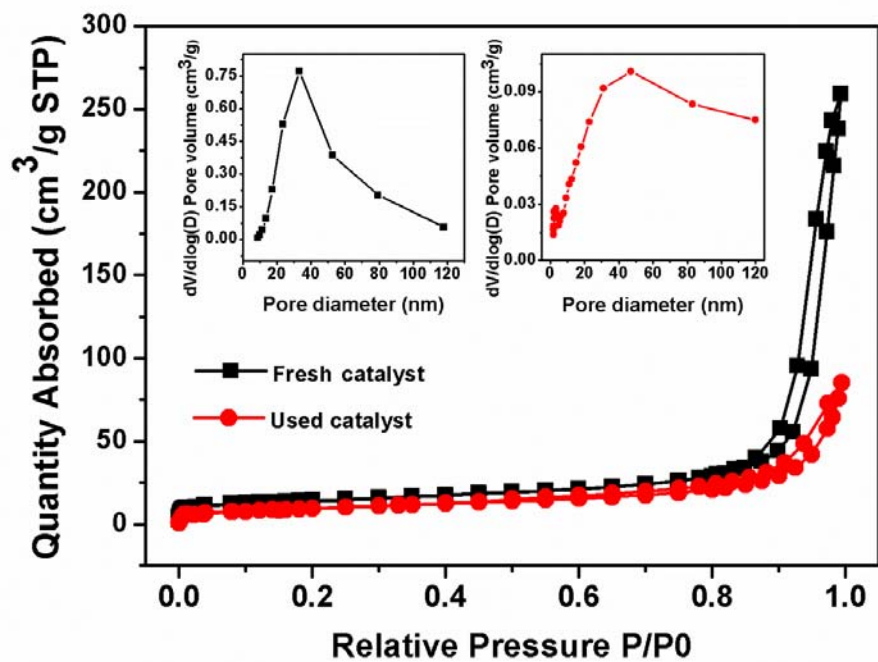 300
250
200
150
100
50
0
Quantity Absorbed (cm³/g STP)
0.0 0.2 0.4 0.6 0.8 1.0
Relative Pressure P/P0
Fresh catalyst
Used catalyst
0.75
0.60
0.45
0.30
0.15
0.00
dV/dlog(D) Pore volume (cm³/g)
0 20 40 60 80 100 120
Pore diameter (nm)
0.09
0.06
0.03
0.00
dV/dlog(D) Pore volume (cm³/g)
0 20 40 60 80 100 120
Pore diameter (nm)